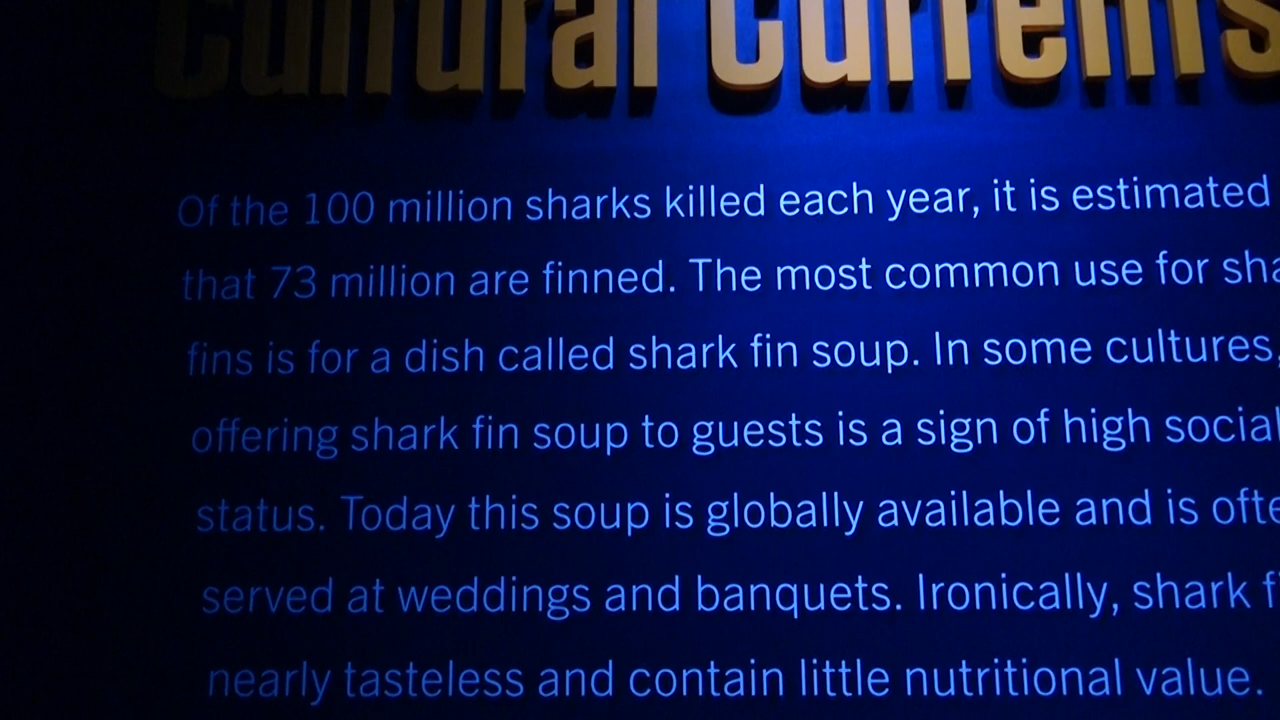 Cultural Currents
Of the 100 million sharks killed each year, it is estimated
that 73 million are finned. The most common use for
fins is for a dish called shark fin soup. In some cultures,
offering shark fin soup to guests is a sign of high social
status. Today this soup is globally available and is
served at weddings and banquets. Ironically, shark
nearly tasteless and contain little nutritional value.